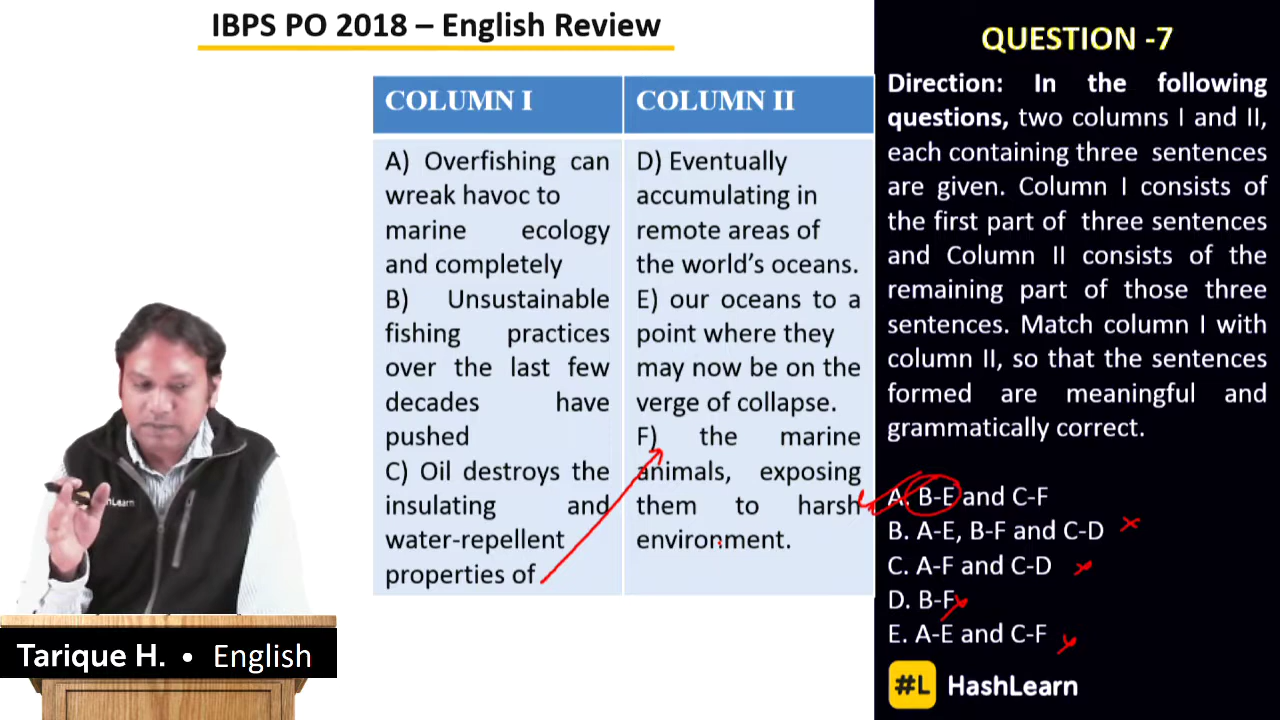 IBPS PO 2018 – English Review
COLUMN I
A) Overfishing can
wreak havoc to
marine ecology
and completely
B) Unsustainable
fishing practices
over the last few
decades have
pushed
C) Oil destroys the
insulating and
water-repellent
properties of
COLUMN II
D) Eventually
accumulating in
remote areas of
the world’s oceans.
E) our oceans to a
point where they
may now be on the
verge of collapse.
F) the marine
animals, exposing
them to harsh
environment.
QUESTION -7
Direction: In the following
questions, two columns I and II,
each containing three sentences
are given. Column I consists of
the first part of three sentences
and Column II consists of the
remaining part of those three
sentences. Match column I with
column II, so that the sentences
formed are meaningful and
grammatically correct.
A. B-E and C-F
B. A-E, B-F and C-D
C. A-F and C-D
D. B-F
E. A-E and C-F
#L HashLearn
Tarique H. • English